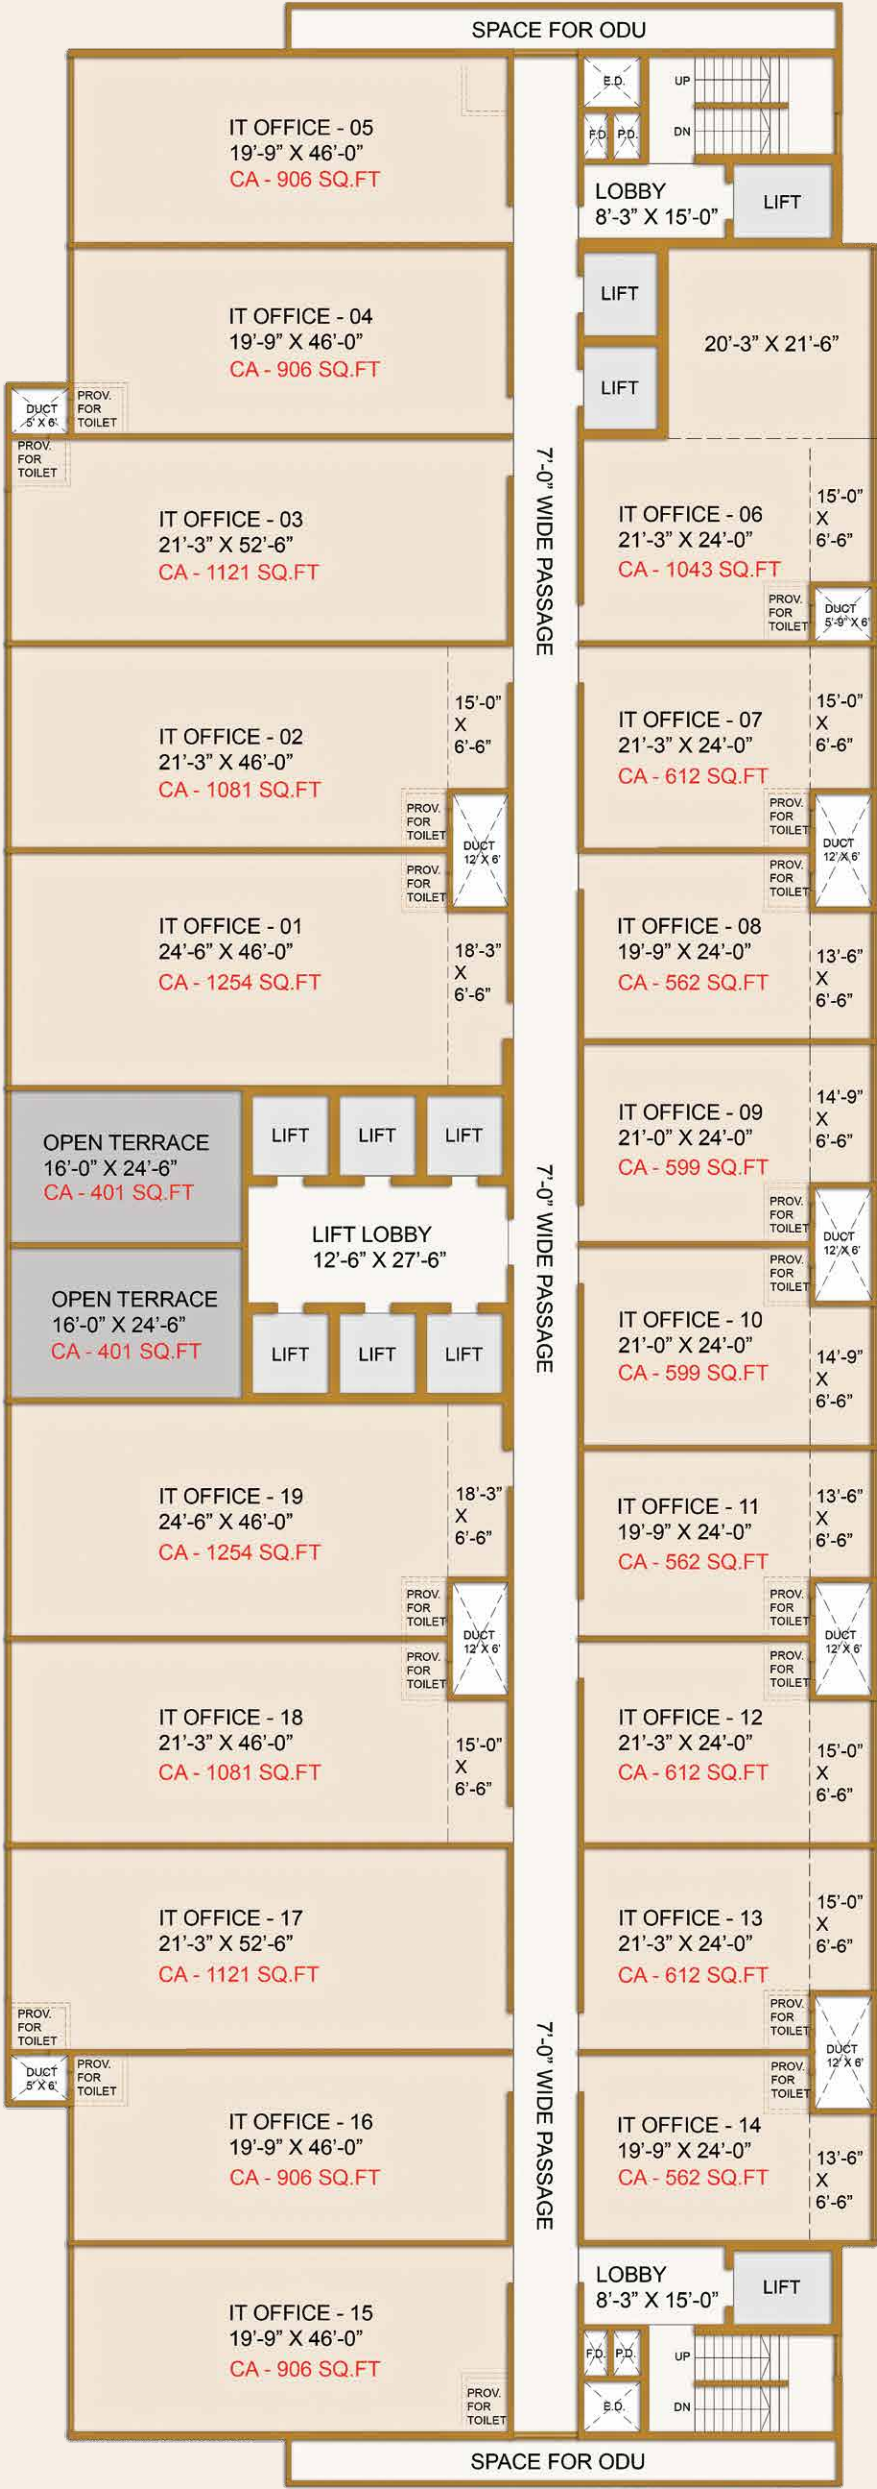 SPACE FOR ODU
IT OFFICE - 05
19’-9” X 46’-0”
CA - 906 SQ.FT
E.D.
UP
F.D.
P.D.
DN
LOBBY
8’-3” X 15’-0”
LIFT
IT OFFICE - 04
19’-9” X 46’-0”
CA - 906 SQ.FT
LIFT
LIFT
20’-3” X 21’-6”
DUCT
5’ X 6’
PROV.
FOR
TOILET
PROV.
FOR
TOILET
IT OFFICE - 03
21’-3” X 52’-6”
CA - 1121 SQ.FT
7’-0” WIDE PASSAGE
IT OFFICE - 06
21’-3” X 24’-0”
CA - 1043 SQ.FT
15’-0”
X
6’-6”
PROV.
FOR
TOILET
DUCT
5’-9” X 6’
IT OFFICE - 02
21’-3” X 46’-0”
CA - 1081 SQ.FT
15’-0”
X
6’-6”
PROV.
FOR
TOILET
DUCT
12’ X 6’
PROV.
FOR
TOILET
IT OFFICE - 07
21’-3” X 24’-0”
CA - 612 SQ.FT
15’-0”
X
6’-6”
PROV.
FOR
TOILET
DUCT
12’ X 6’
PROV.
FOR
TOILET
IT OFFICE - 01
24’-6” X 46’-0”
CA - 1254 SQ.FT
18’-3”
X
6’-6”
IT OFFICE - 08
19’-9” X 24’-0”
CA - 562 SQ.FT
13’-6”
X
6’-6”
OPEN TERRACE
16’-0” X 24’-6”
CA - 401 SQ.FT
LIFT
LIFT
LIFT
LIFT LOBBY
12’-6” X 27’-6”
7’-0” WIDE PASSAGE
IT OFFICE - 09
21’-0” X 24’-0”
CA - 599 SQ.FT
14’-9”
X
6’-6”
PROV.
FOR
TOILET
DUCT
12’ X 6’
PROV.
FOR
TOILET
OPEN TERRACE
16’-0” X 24’-6”
CA - 401 SQ.FT
LIFT
LIFT
LIFT
IT OFFICE - 10
21’-0” X 24’-0”
CA - 599 SQ.FT
14’-9”
X
6’-6”
IT OFFICE - 19
24’-6” X 46’-0”
CA - 1254 SQ.FT
18’-3”
X
6’-6”
PROV.
FOR
TOILET
DUCT
12’ X 6’
PROV.
FOR
TOILET
IT OFFICE - 11
19’-9” X 24’-0”
CA - 562 SQ.FT
13’-6”
X
6’-6”
PROV.
FOR
TOILET
DUCT
12’ X 6’
PROV.
FOR
TOILET
IT OFFICE - 18
21’-3” X 46’-0”
CA - 1081 SQ.FT
15’-0”
X
6’-6”
IT OFFICE - 12
21’-3” X 24’-0”
CA - 612 SQ.FT
15’-0”
X
6’-6”
IT OFFICE - 17
21’-3” X 52’-6”
CA - 1121 SQ.FT
PROV.
FOR
TOILET
DUCT
5’ X 6’
PROV.
FOR
TOILET
7’-0” WIDE PASSAGE
IT OFFICE - 13
21’-3” X 24’-0”
CA - 612 SQ.FT
15’-0”
X
6’-6”
PROV.
FOR
TOILET
DUCT
12’ X 6’
PROV.
FOR
TOILET
IT OFFICE - 16
19’-9” X 46’-0”
CA - 906 SQ.FT
IT OFFICE - 14
19’-9” X 24’-0”
CA - 562 SQ.FT
13’-6”
X
6’-6”
IT OFFICE - 15
19’-9” X 46’-0”
CA - 906 SQ.FT
PROV.
FOR
TOILET
LOBBY
8’-3” X 15’-0”
LIFT
F.D.
P.D.
UP
E.D.
DN
SPACE FOR ODU